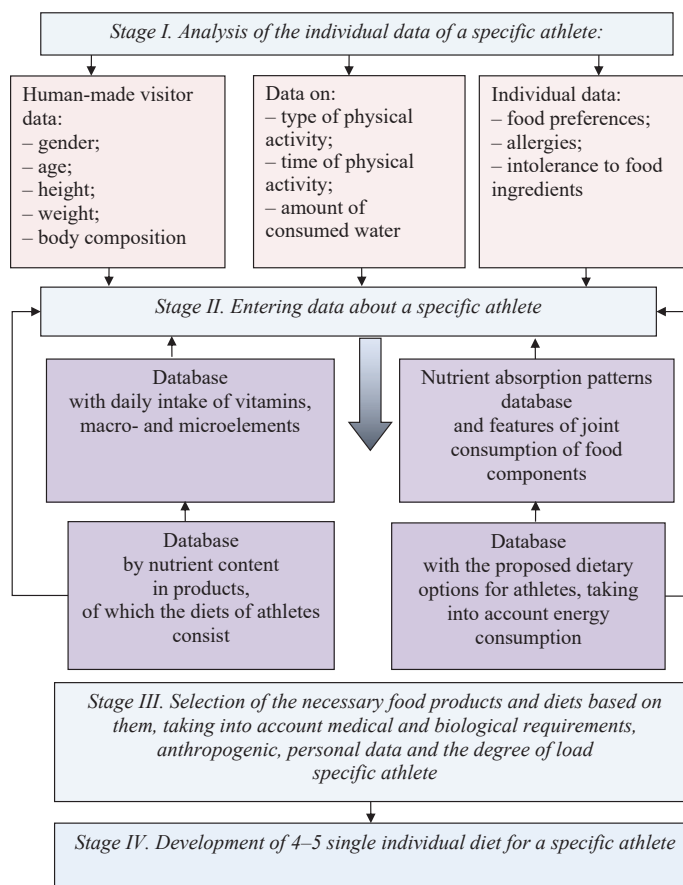 Stage I. Analysis of the individual data of a specific athlete:
Human-made visitor
data:
– gender;
– age;
– height;
– weight;
– body composition
Data on:
– type of physical
activity;
– time of physical
activity;
– amount of
consumed water
Individual data:
– food preferences;
– allergies;
– intolerance to food
ingredients
Stage II. Entering data about a specific athlete
Database
with daily intake of vitamins,
macro- and microelements
Nutrient absorption patterns
database
and features of joint
consumption of food
components
Database
by nutrient content
in products,
of which the diets of athletes
consist
Database
with the proposed dietary
options for athletes, taking
into account energy
consumption
Stage III. Selection of the necessary food products and diets based on
them, taking into account medical and biological requirements,
anthropogenic, personal data and the degree of load
specific athlete
Stage IV. Development of 4–5 single individual diet for a specific athlete